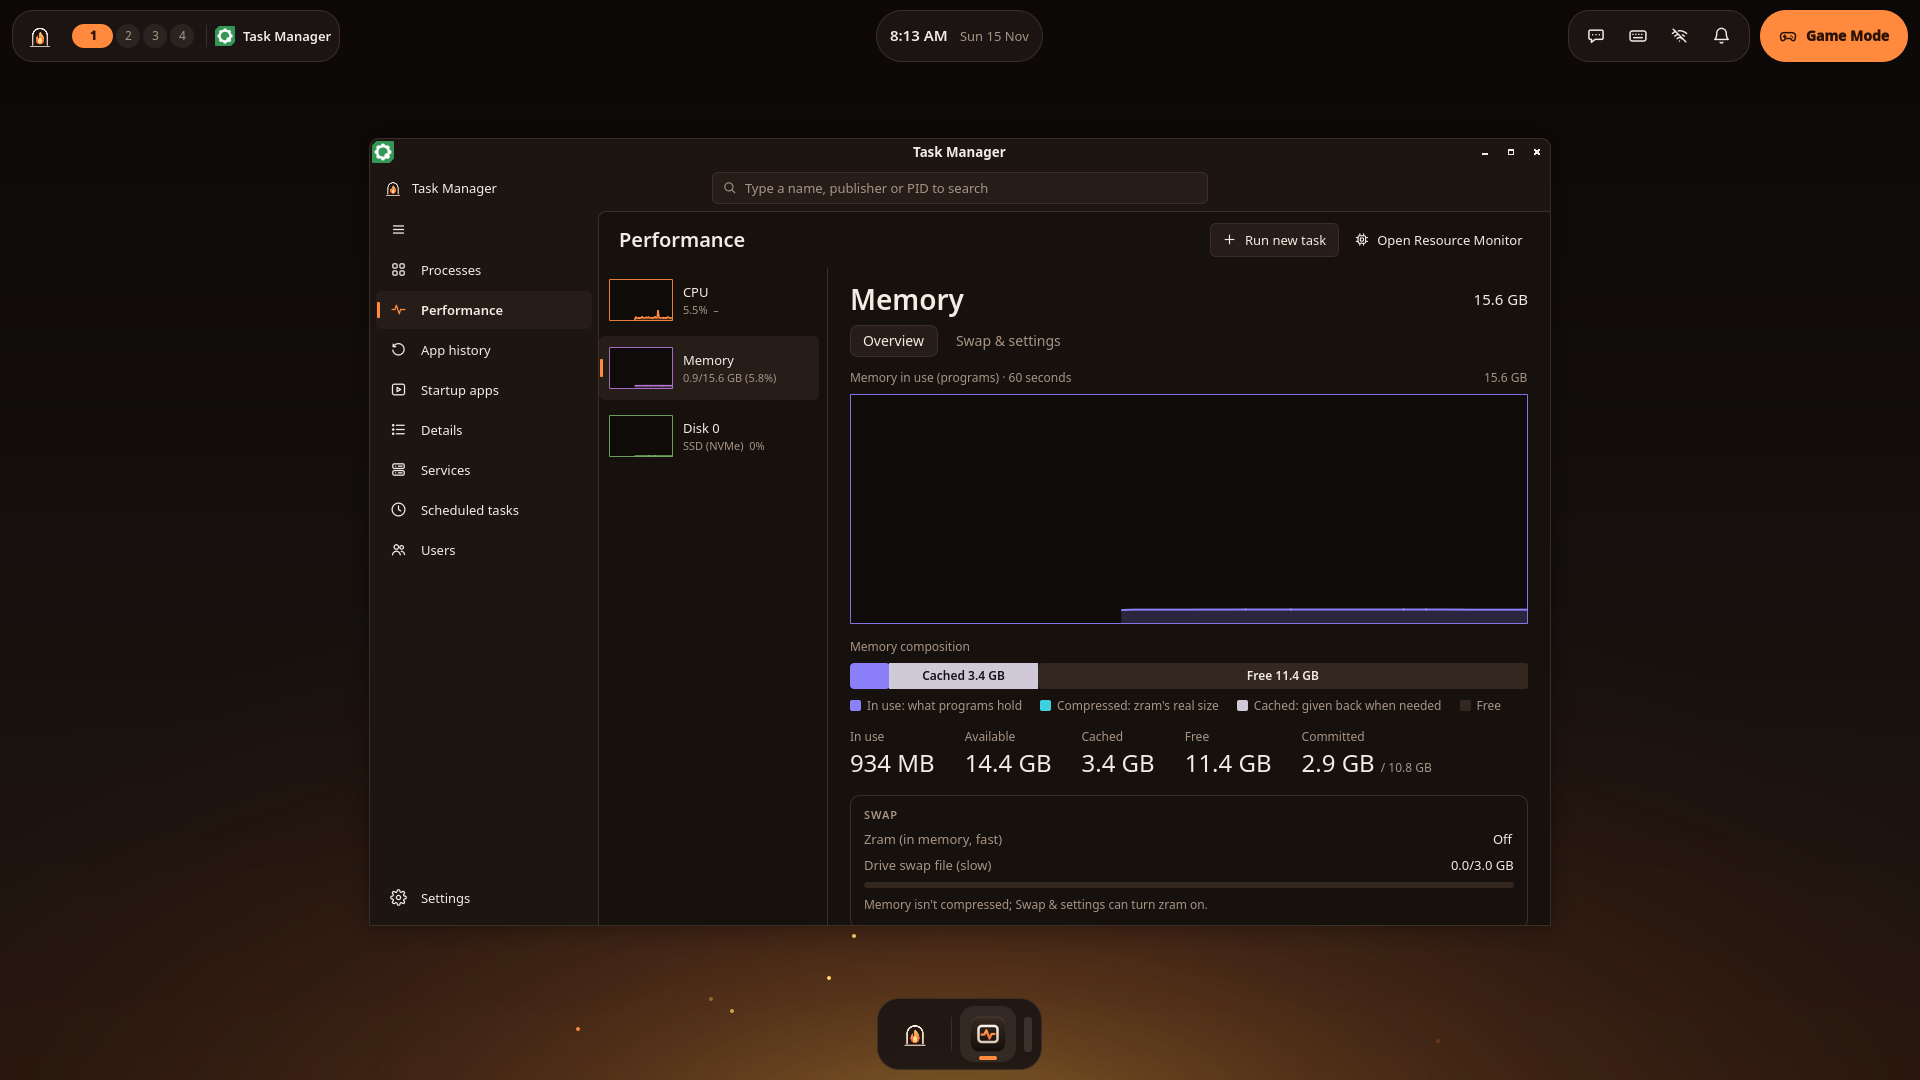 1 2 3 4 Task Manager
8:13 AM Sun 15 Nov
Game Mode
Task Manager
Task Manager
Type a name, publisher or PID to search
Processes
Performance
App history
Startup apps
Details
Services
Scheduled tasks
Users
Settings
Performance
Run new task
Open Resource Monitor
CPU
5.5% –
Memory
0.9/15.6 GB (5.8%)
Disk 0
SSD (NVMe) 0%
Memory 15.6 GB
Overview Swap & settings
Memory in use (programs) · 60 seconds 15.6 GB
Memory composition
Cached 3.4 GB Free 11.4 GB
In use: what programs hold Compressed: zram's real size Cached: given back when needed Free
In use Available Cached Free Committed
934 MB 14.4 GB 3.4 GB 11.4 GB 2.9 GB / 10.8 GB
SWAP
Zram (in memory, fast) Off
Drive swap file (slow) 0.0/3.0 GB
Memory isn't compressed; Swap & settings can turn zram on.